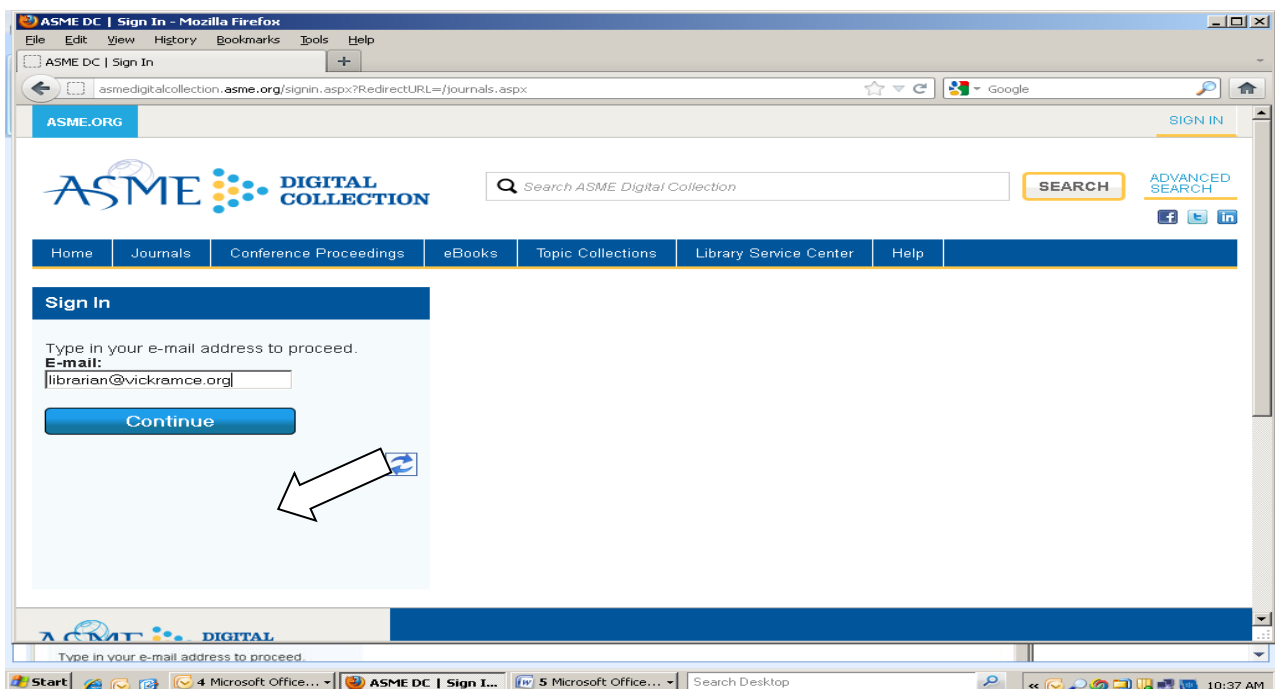 ASME DC | Sign In - Mozilla Firefox
File Edit View History Bookmarks Tools Help
ASME DC | Sign In +
asmedigitalcollection.asme.org/signin.aspx?RedirectURL=/journals.aspx Google
ASME.ORG SIGN IN
ASME DIGITAL COLLECTION
Search ASME Digital Collection SEARCH ADVANCED SEARCH
Home Journals Conference Proceedings eBooks Topic Collections Library Service Center Help
Sign In
Type in your e-mail address to proceed.
E-mail:
librarian@vickramce.org
Continue
ASME DIGITAL
Type in your e-mail address to proceed.
Start 4 Microsoft Office... ASME DC | Sign I... 5 Microsoft Office... Search Desktop « 10:37 AM